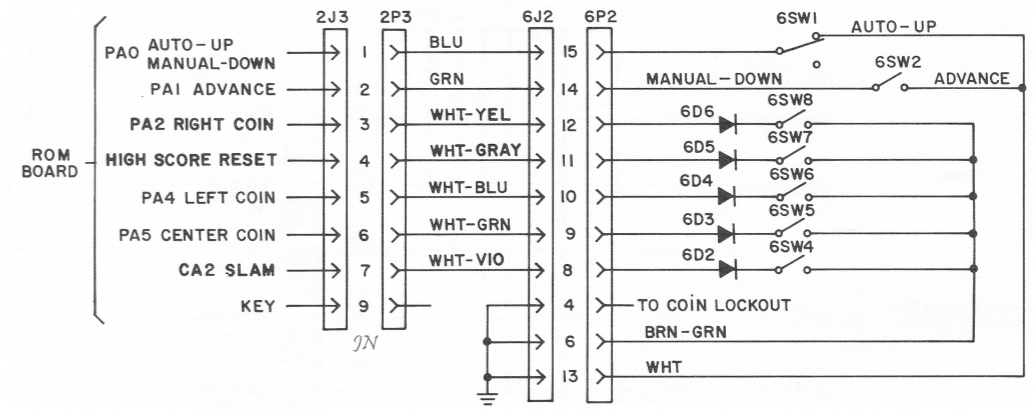 2J3 2P3 6J2 6P2 6SW1
AUTO-UP
PA0 AUTO-UP MANUAL-DOWN 1 BLU 15
6SW2
PA1 ADVANCE 2 GRN 14 MANUAL-DOWN ADVANCE
PA2 RIGHT COIN 3 WHT-YEL 12 6D6 6SW8
ROM BOARD HIGH SCORE RESET 4 WHT-GRAY 11 6D5 6SW7
PA4 LEFT COIN 5 WHT-BLU 10 6D4 6SW6
PA5 CENTER COIN 6 WHT-GRN 9 6D3 6SW5
CA2 SLAM 7 WHT-VIO 8 6D2 6SW4
KEY 9 4 TO COIN LOCKOUT
IN 6 BRN-GRN
13 WHT